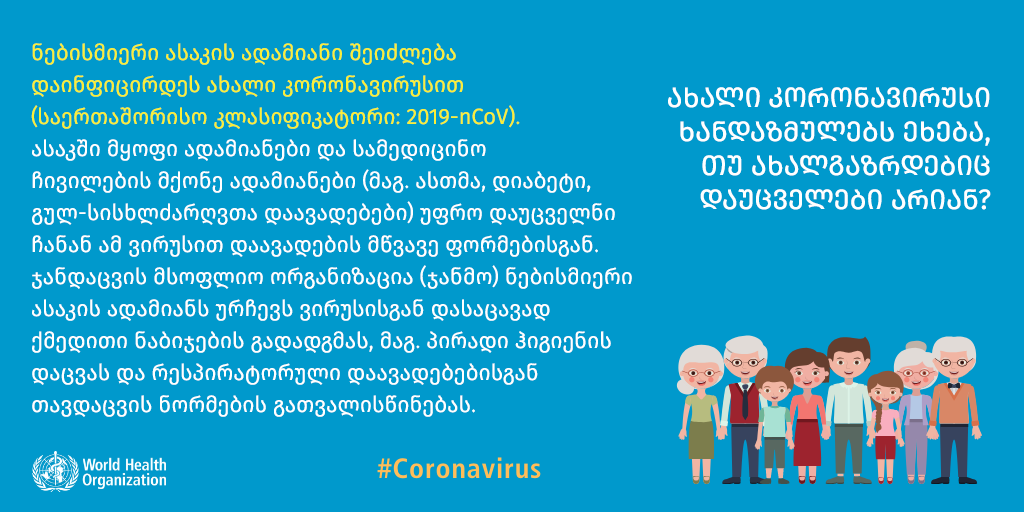 ნებისმიერი ასაკის ადამიანი შეიძლება
დაინფიცირდეს ახალი კორონავირუსით
(საერთაშორისო კლასიფიკატორი: 2019-nCoV).
ასაკში მყოფი ადამიანები და სამედიცინო
ჩივილების მქონე ადამიანები (მაგ. ასთმა, დიაბეტი,
გულ-სისხლძარღვთა დაავადებები) უფრო დაუცველნი
ჩანან ამ ვირუსით დაავადების მწვავე ფორმებისგან.
ჯანდაცვის მსოფლიო ორგანიზაცია (ჯანმო) ნებისმიერი
ასაკის ადამიანს ურჩევს ვირუსისგან დასაცავად
ქმედითი ნაბიჯების გადადგმას, მაგ. პირადი ჰიგიენის
დაცვას და რესპირატორული დაავადებებისგან
თავდაცვის ნორმების გათვალისწინებას.
ახალი კორონავირუსი
ხანდაზმულებს ეხება,
თუ ახალგაზრდებიც
დაუცველები არიან?
World Health
Organization
#Coronavirus